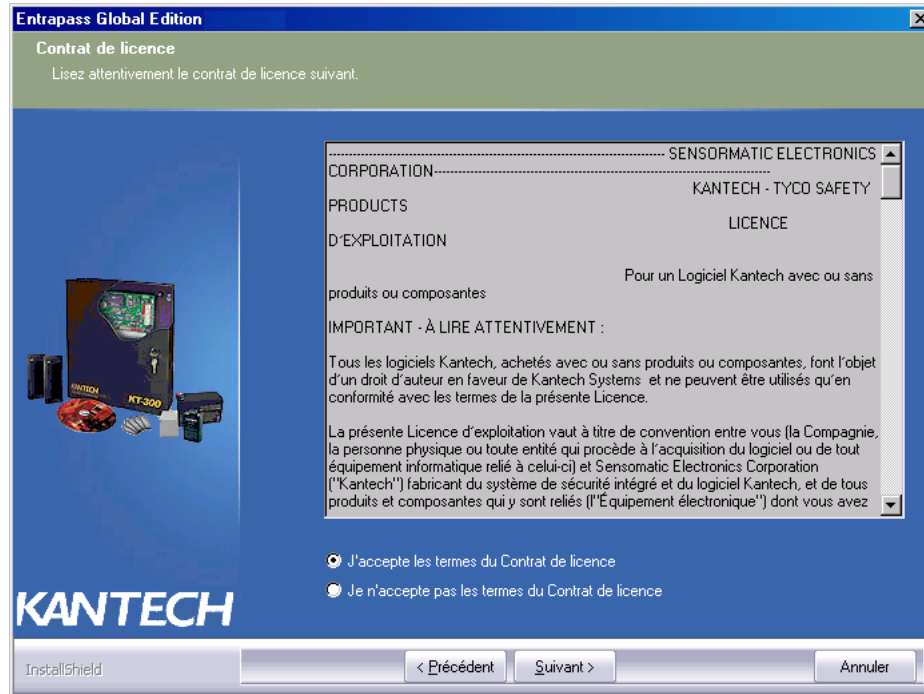 Entrapass Global Edition
Contrat de licence
Lisez attentivement le contrat de licence suivant.
------------------------------------------------------------------------------------ SENSORMATIC ELECTRONICS
CORPORATION------------------------------------------------------------------------------------
KANTECH - TYCO SAFETY
PRODUCTS
LICENCE
D´EXPLOITATION
Pour un Logiciel Kantech avec ou sans
produits ou composantes
IMPORTANT - À LIRE ATTENTIVEMENT :
Tous les logiciels Kantech, achetés avec ou sans produits ou composantes, font l´objet
d´un droit d´auteur en faveur de Kantech Systems et ne peuvent être utilisés qu´en
conformité avec les termes de la présente Licence.
La présente Licence d´exploitation vaut à titre de convention entre vous (la Compagnie,
la personne physique ou toute entité qui procède à l´acquisition du logiciel ou de tout
équipement informatique relié à celui-ci) et Sensomatic Electronics Corporation
(''Kantech'') fabricant du système de sécurité intégré et du logiciel Kantech, et de tous
produits et composantes qui y sont reliés (l''Équipement électronique'') dont vous avez
KANTECH
KT-300
J'accepte les termes du Contrat de licence
Je n'accepte pas les termes du Contrat de licence
KANTECH
InstallShield
< Précédent
Suivant >
Annuler